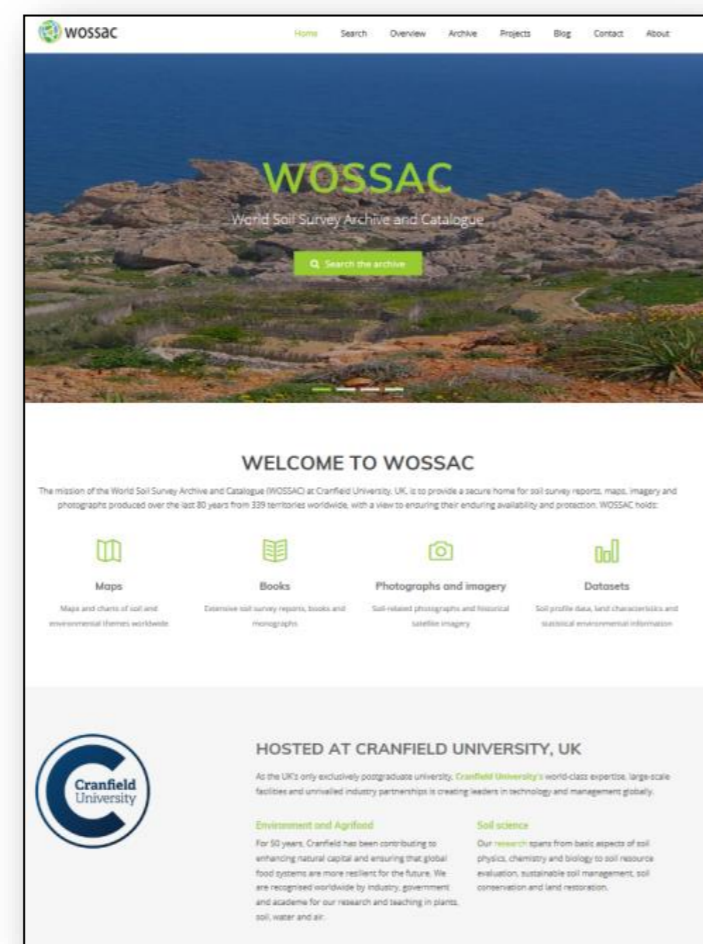 wossac
Home Search Overview Archive Projects Blog Contact About
WOSSAC
World Soil Survey Archive and Catalogue
Search the archive
WELCOME TO WOSSAC
The mission of the World Soil Survey Archive and Catalogue (WOSSAC) at Cranfield University, UK, is to provide a secure home for soil survey reports, maps, imagery and
photographs produced over the last 80 years from 339 territories worldwide, with a view to ensuring their enduring availability and protection. WOSSAC holds:
Maps
Maps and charts of soil and
environmental themes worldwide
Books
Extensive soil survey reports, books and
monographs
Photographs and imagery
Soil-related photographs and historical
satellite imagery
Datasets
Soil profile data, land characteristics and
statistical environmental information
Cranfield
University
HOSTED AT CRANFIELD UNIVERSITY, UK
As the UK's only exclusively postgraduate university, Cranfield University's world-class expertise, large-scale
facilities and unrivalled industry partnerships is creating leaders in technology and management globally.
Environment and Agrifood
For 50 years, Cranfield has been contributing to
enhancing natural capital and ensuring that global
food systems are more resilient for the future. We
are recognised worldwide by industry, government
and academe for our research and teaching in plants,
soil, water and air.
Soil science
Our research spans from basic aspects of soil
physics, chemistry and biology to soil resource
evaluation, sustainable soil management, soil
conservation and land restoration.